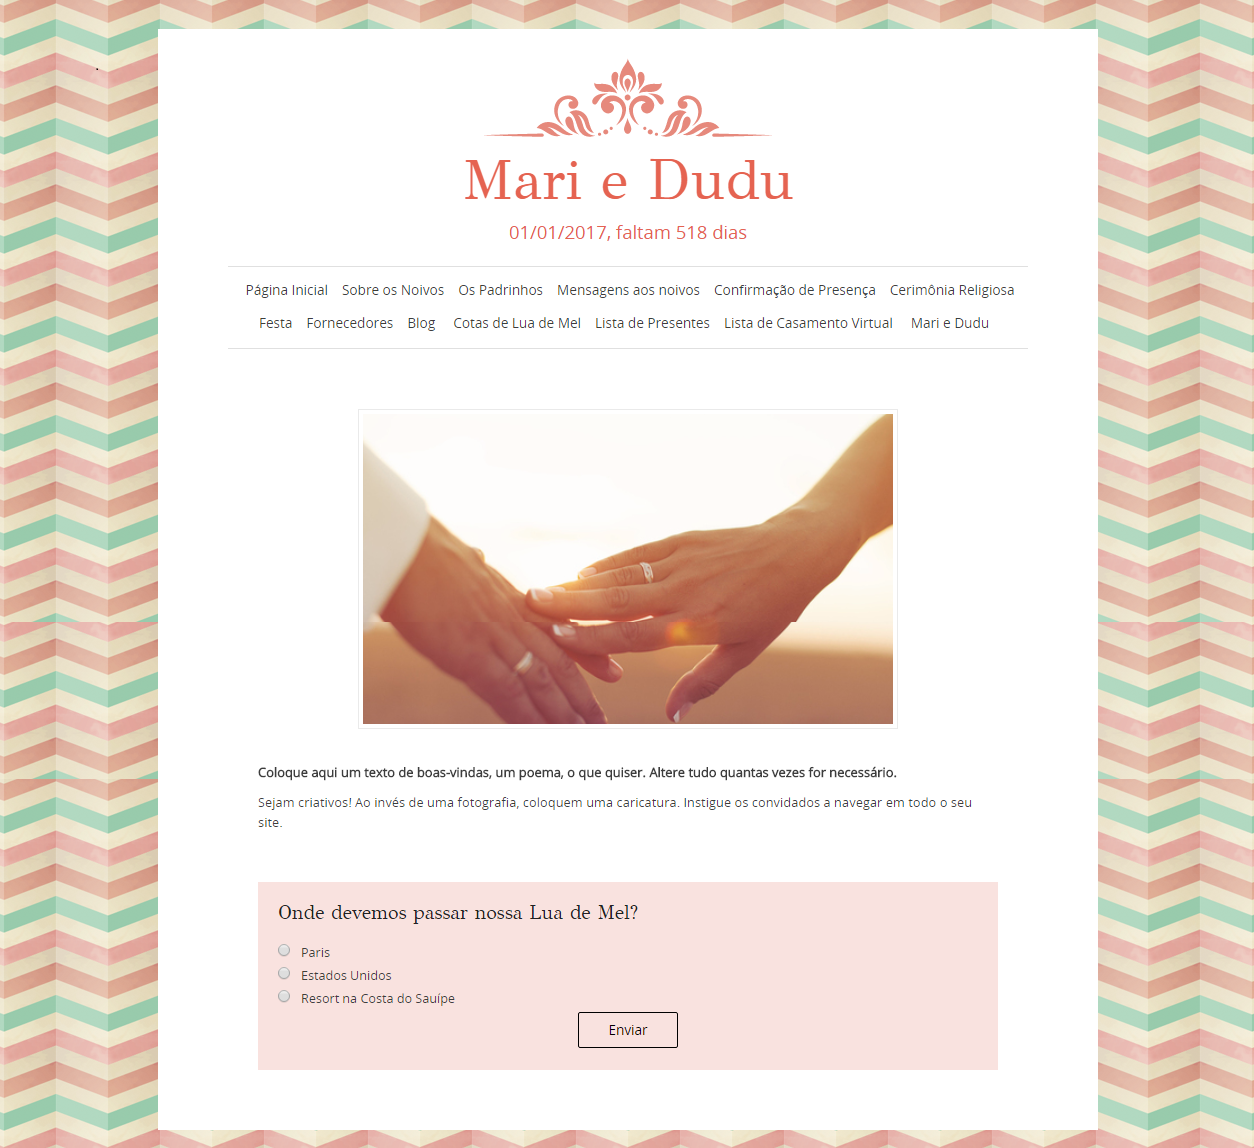 Mari e Dudu
01/01/2017, faltam 518 dias
Página Inicial Sobre os Noivos Os Padrinhos Mensagens aos noivos Confirmação de Presença Cerimônia Religiosa
Festa Fornecedores Blog Cotas de Lua de Mel Lista de Presentes Lista de Casamento Virtual Mari e Dudu
Coloque aqui um texto de boas-vindas, um poema, o que quiser. Altere tudo quantas vezes for necessário.
Sejam criativos! Ao invés de uma fotografia, coloquem uma caricatura. Instigue os convidados a navegar em todo o seu
site.
Onde devemos passar nossa Lua de Mel?
Paris
Estados Unidos
Resort na Costa do Sauípe
Enviar